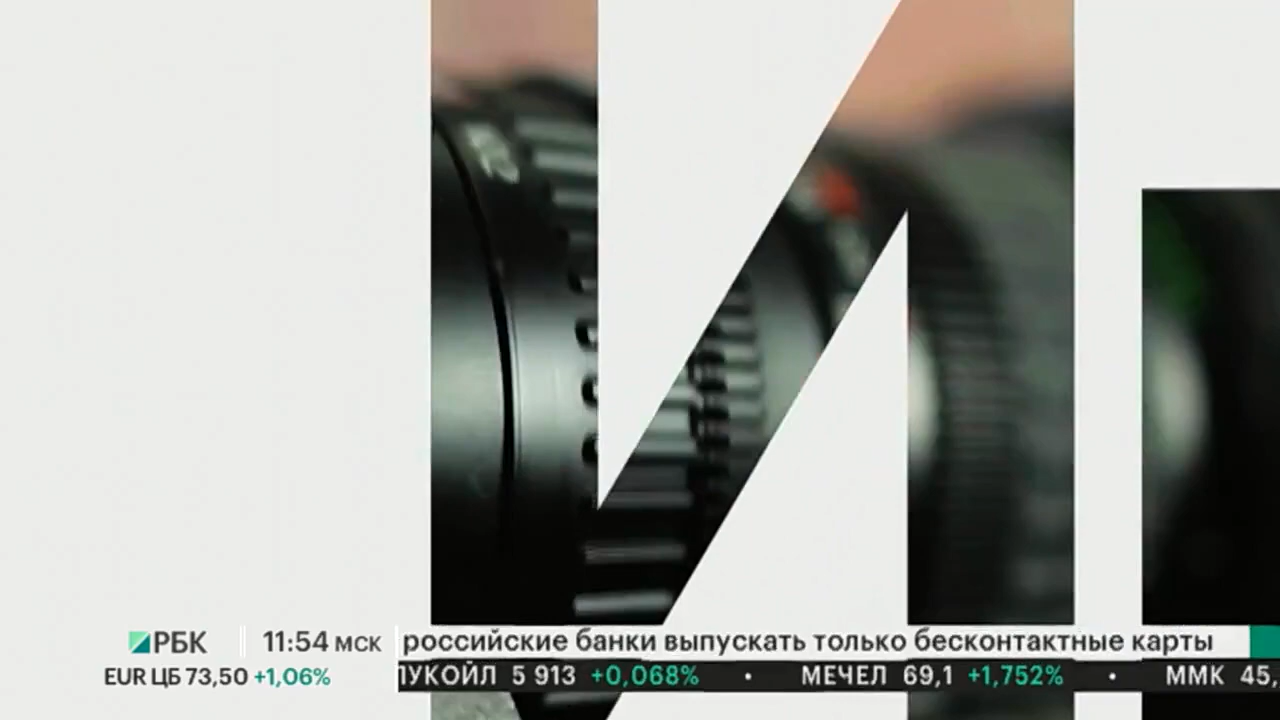 И
РБК 11:54 МСК российские банки выпускать только бесконтактные карты
EUR ЦБ 73,50 +1,06% ЛУКОЙЛ 5 913 +0,068% • МЕЧЕЛ 69,1 +1,752% • ММК 45,